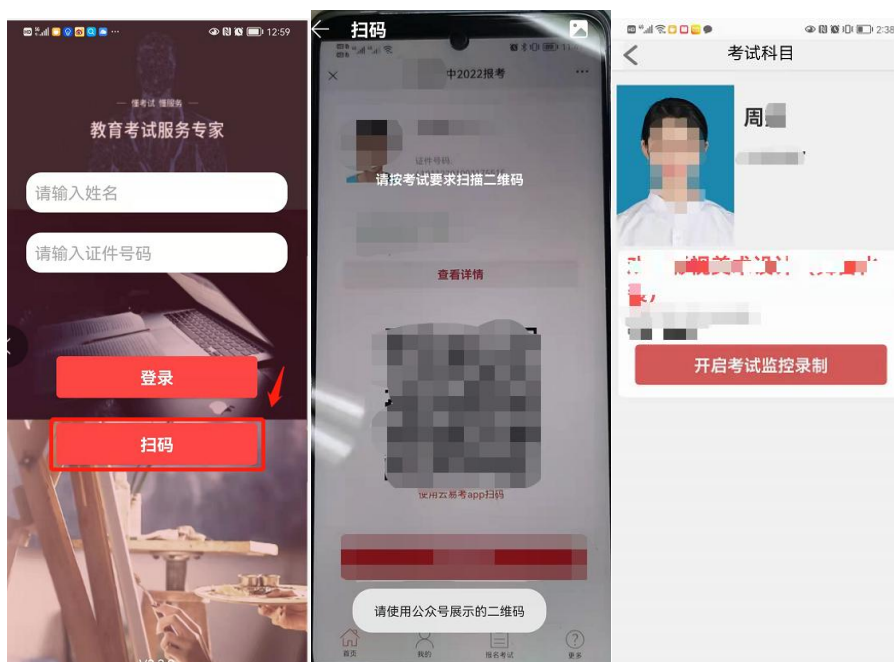 12:59
— 懂考试 懂服务 —
教育考试服务专家
请输入姓名
请输入证件号码
登录
扫码
扫码
中2022报考
证件号码:
请按考试要求扫描二维码
查看详情
使用云易考app扫码
请使用公众号展示的二维码
首页
我的
报名考试
更多
2:38
考试科目
周
开启考试监控录制